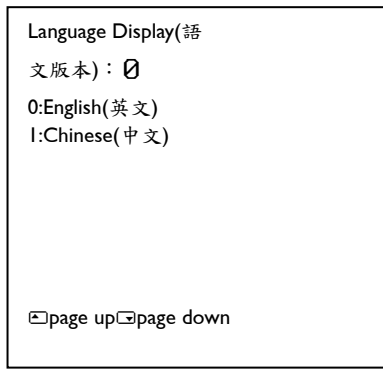 Language Display(語
文版本)：0
0:English(英文)
1:Chinese(中文)
page up page down